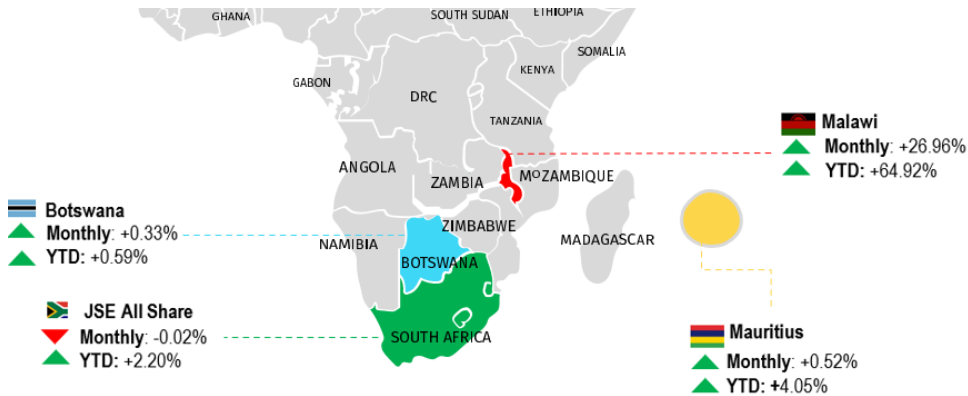 GHANA
SOUTH SUDAN
ETHIOPIA
SOMALIA
GABON
KENYA
DRC
TANZANIA
Malawi
Monthly: +26.96%
YTD: +64.92%
ANGOLA
ZAMBIA
MOZAMBIQUE
Botswana
Monthly: +0.33%
YTD: +0.59%
NAMIBIA
ZIMBABWE
MADAGASCAR
BOTSWANA
JSE All Share
Monthly: -0.02%
YTD: +2.20%
SOUTH AFRICA
Mauritius
Monthly: +0.52%
YTD: +4.05%